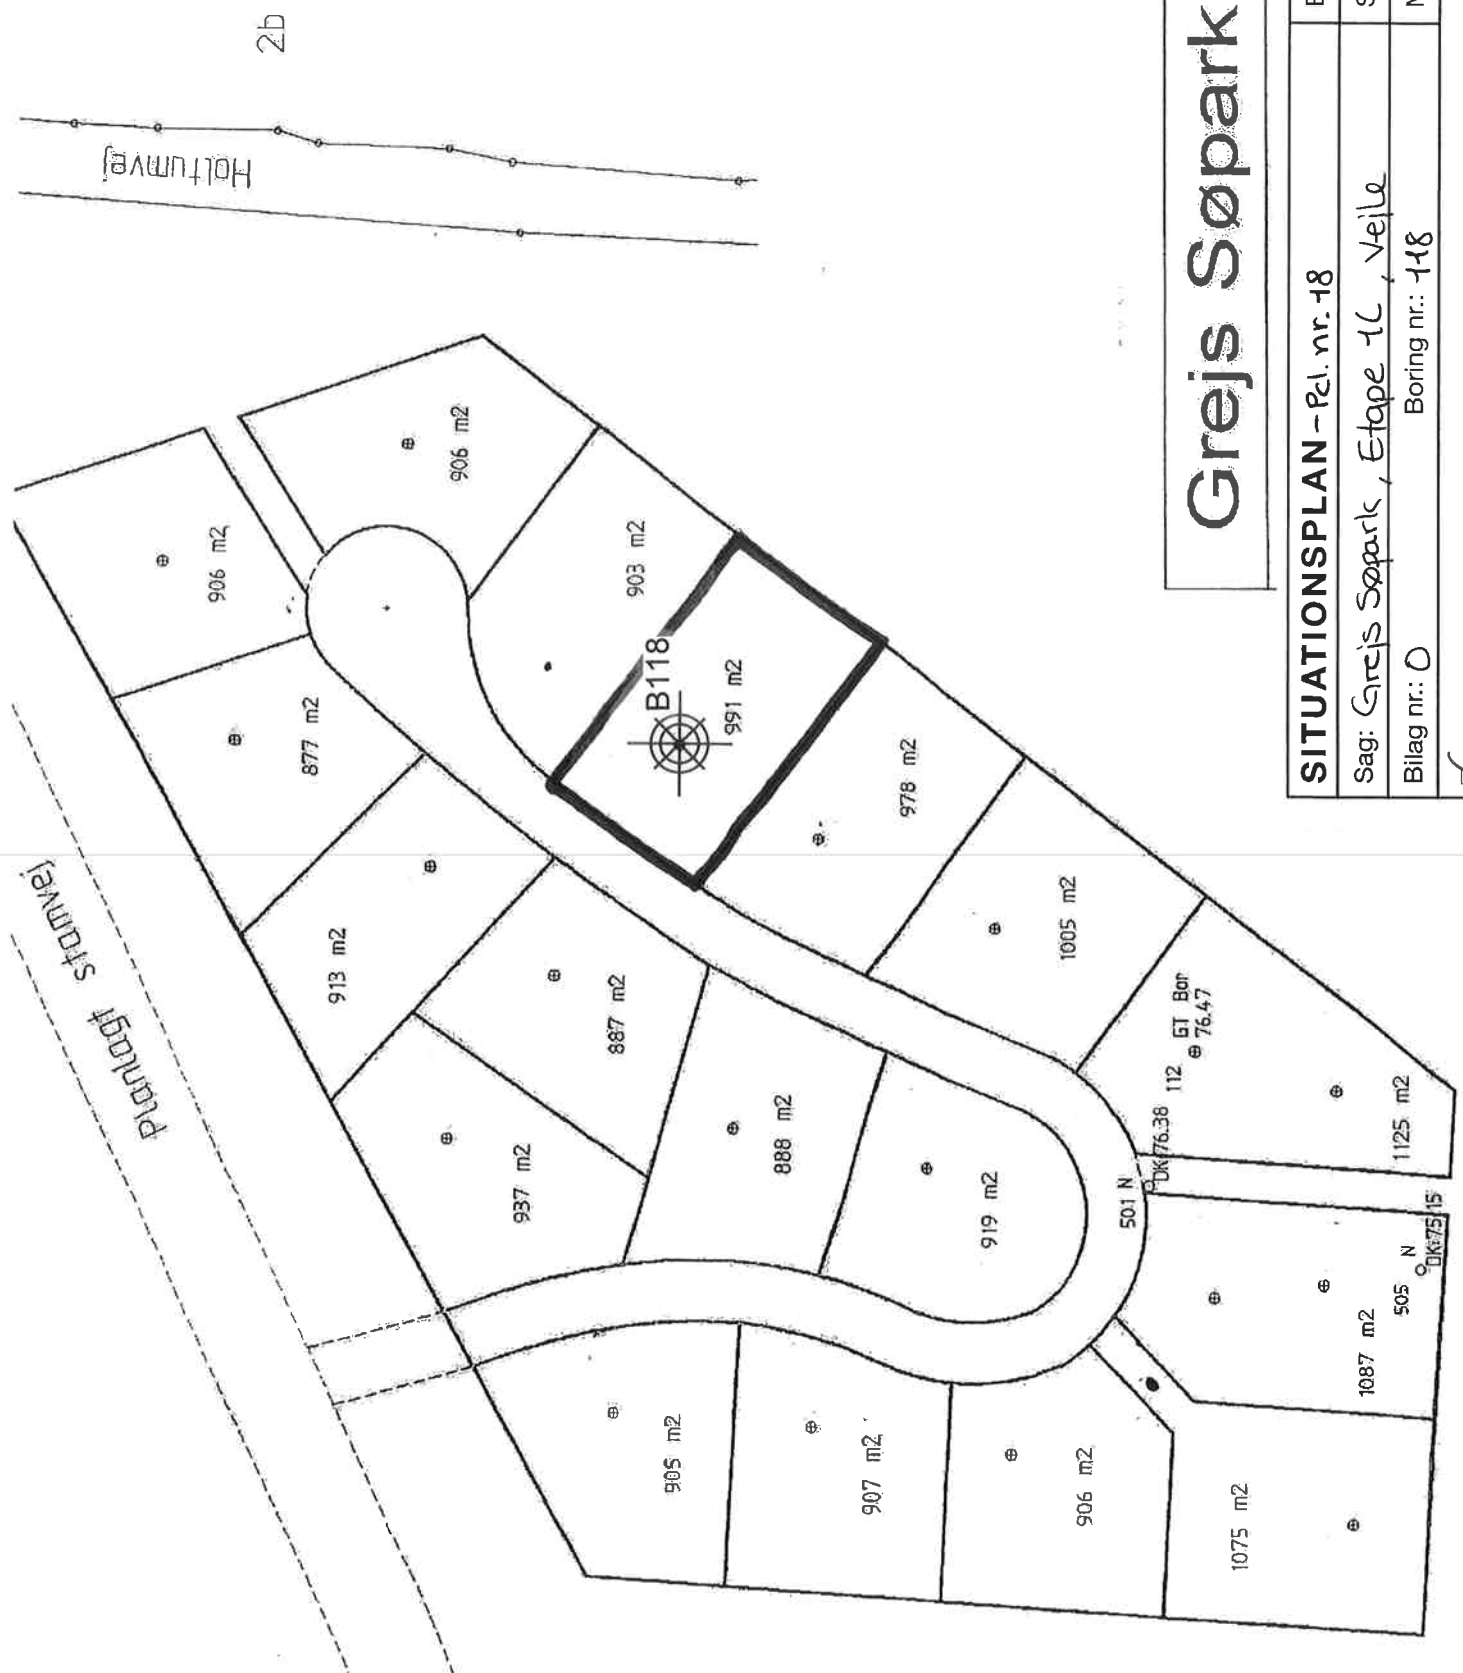 2b
Holtumvej
Planlagt stamvej
906 m2
906 m2
877 m2
903 m2
B118
991 m2
913 m2
887 m2
978 m2
937 m2
888 m2
1005 m2
919 m2
GT Bor
76.47
112
DK:76.38
501 N
1125 m2
905 m2
907 m2
906 m2
1087 m2
505 N
DK:75.15
1075 m2
Grejs Søpark
SITUATIONSPLAN - Pcl. nr. 18
Sag: Grejs Søpark, Etape 1C, Vejle
Bilag nr.: 0 Boring nr.: 118